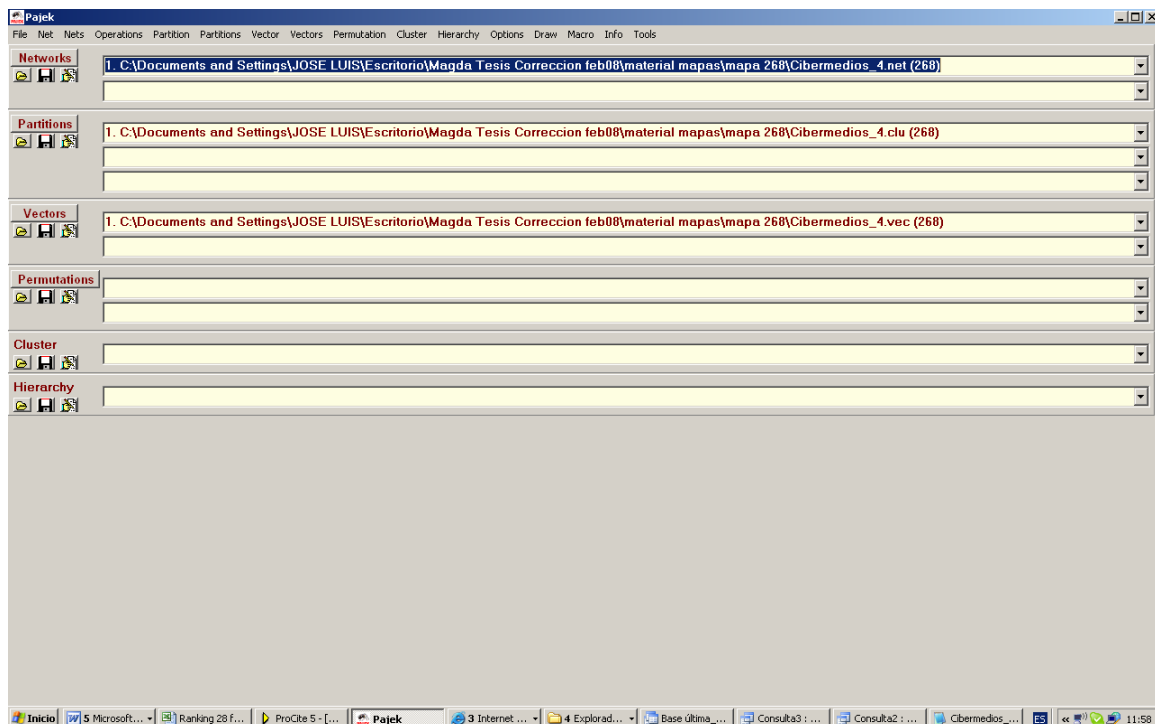 Pajek
File Net Nets Operations Partition Partitions Vector Vectors Permutation Cluster Hierarchy Options Draw Macro Info Tools
Networks
1. C:\Documents and Settings\JOSE LUIS\Escritorio\Magda Tesis Correccion feb08\material mapas\mapa 268\Cibermedios_4.net (268)
Partitions
1. C:\Documents and Settings\JOSE LUIS\Escritorio\Magda Tesis Correccion feb08\material mapas\mapa 268\Cibermedios_4.clu (268)
Vectors
1. C:\Documents and Settings\JOSE LUIS\Escritorio\Magda Tesis Correccion feb08\material mapas\mapa 268\Cibermedios_4.vec (268)
Permutations
Cluster
Hierarchy
Inicio 5 Microsoft... Ranking 28 f... ProCite 5 - [... Pajek 3 Internet ... 4 Explorad... Base última_... Consulta3 : ... Consulta2 : ... Cibermedios_... ES « 11:58